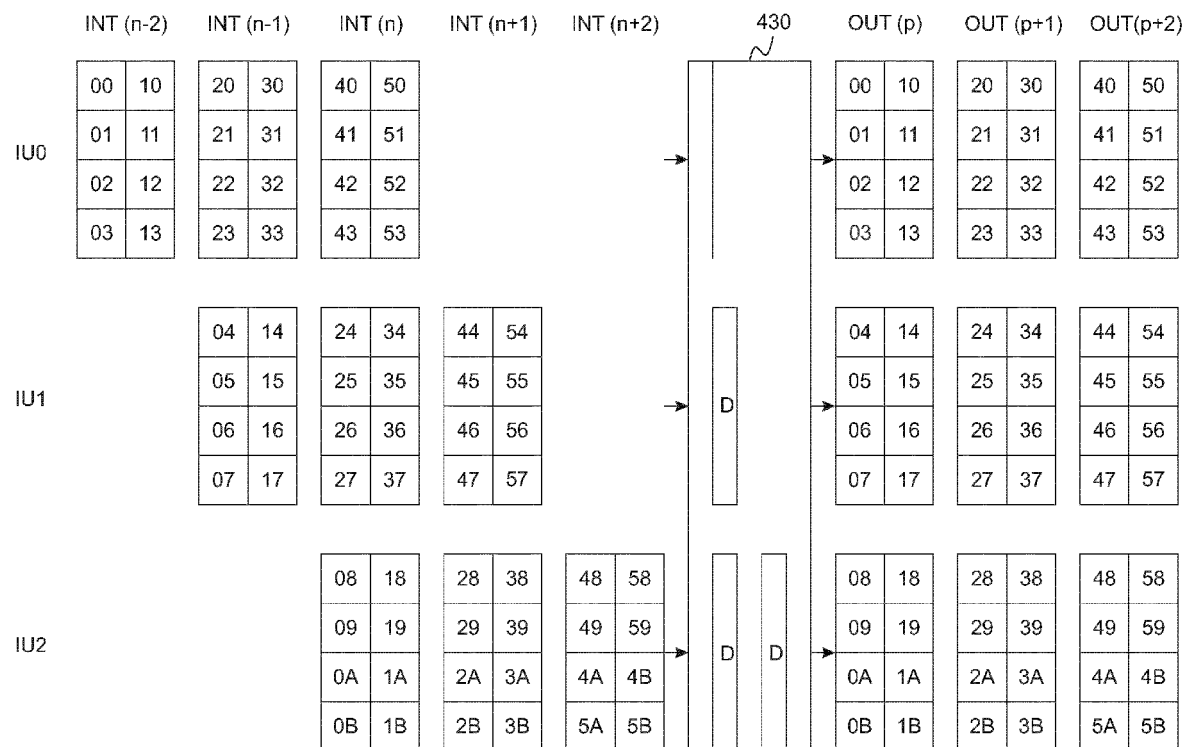 INT (n-2) INT (n-1) INT (n) INT (n+1) INT (n+2) 430 OUT (p) OUT (p+1) OUT(p+2)
00 10 20 30 40 50 00 10 20 30 40 50
01 11 21 31 41 51 01 11 21 31 41 51
IU0
02 12 22 32 42 52 02 12 22 32 42 52
03 13 23 33 43 53 03 13 23 33 43 53
04 14 24 34 44 54 04 14 24 34 44 54
05 15 25 35 45 55 05 15 25 35 45 55
IU1 D
06 16 26 36 46 56 06 16 26 36 46 56
07 17 27 37 47 57 07 17 27 37 47 57
08 18 28 38 48 58 08 18 28 38 48 58
09 19 29 39 49 59 09 19 29 39 49 59
IU2 D D
0A 1A 2A 3A 4A 4B 0A 1A 2A 3A 4A 4B
0B 1B 2B 3B 5A 5B 0B 1B 2B 3B 5A 5B